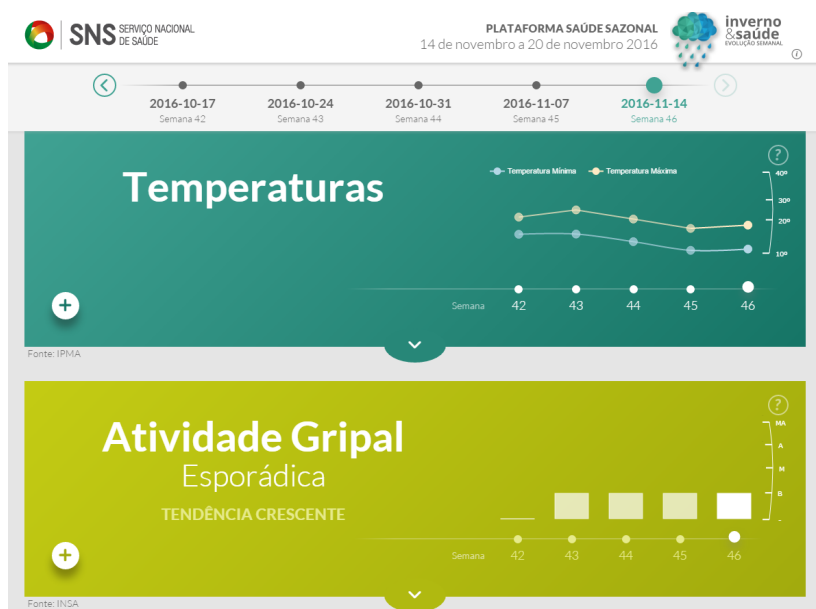 SNS SERVIÇO NACIONAL
DE SAÚDE
PLATAFORMA SAÚDE SAZONAL
14 de novembro a 20 de novembro 2016
inverno
&saúde
EVOLUÇÃO SEMANAL
i
2016-10-17 2016-10-24 2016-10-31 2016-11-07 2016-11-14
Semana 42 Semana 43 Semana 44 Semana 45 Semana 46
?
Temperaturas
Temperatura Mínima Temperatura Máxima
40º
30º
20º
10º
+
Semana 42 43 44 45 46
Fonte: IPMA
?
Atividade Gripal
Esporádica
TENDÊNCIA CRESCENTE
MA
A
M
B
-
+
Semana 42 43 44 45 46
Fonte: INSA